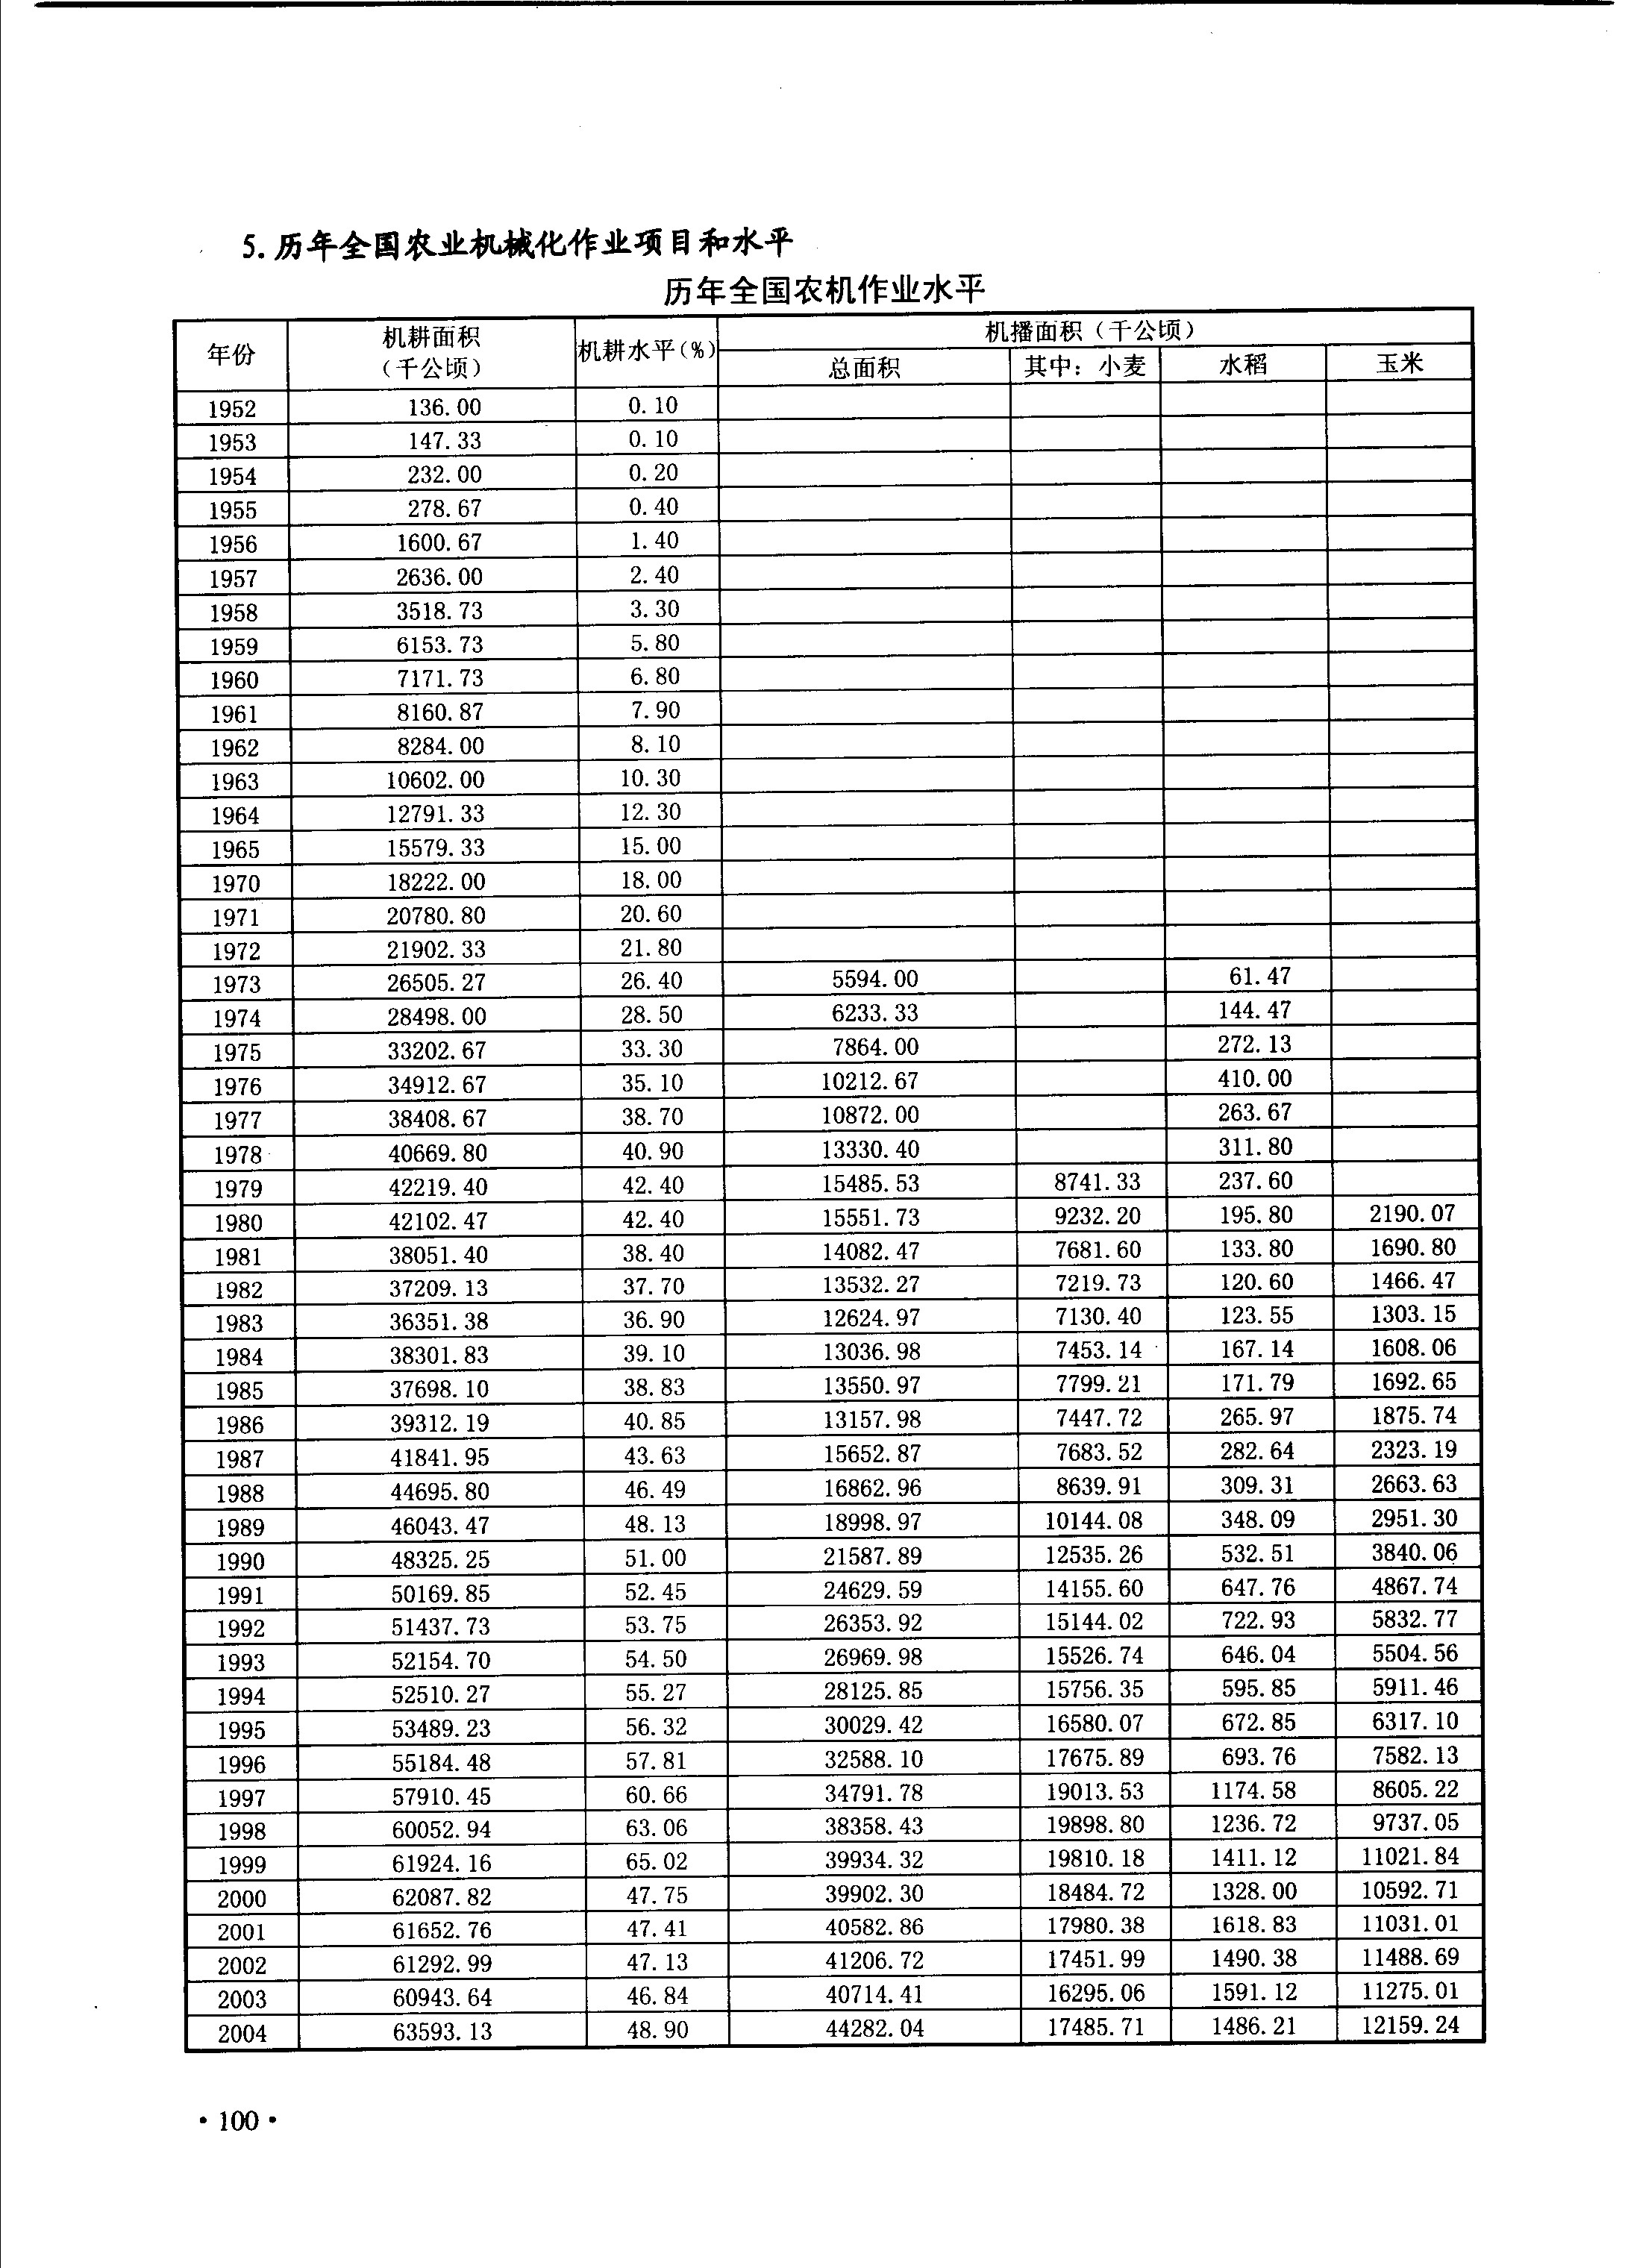 5.历年全国农业机械化作业项目和水平
历年全国农机作业水平
年份 机耕面积（千公顷） 机耕水平(%) 机播面积（千公顷）
总面积 其中：小麦 水稻 玉米
1952 136.00 0.10
1953 147.33 0.10
1954 232.00 0.20
1955 278.67 0.40
1956 1600.67 1.40
1957 2636.00 2.40
1958 3518.73 3.30
1959 6153.73 5.80
1960 7171.73 6.80
1961 8160.87 7.90
1962 8284.00 8.10
1963 10602.00 10.30
1964 12791.33 12.30
1965 15579.33 15.00
1970 18222.00 18.00
1971 20780.80 20.60
1972 21902.33 21.80
1973 26505.27 26.40 5594.00 61.47
1974 28498.00 28.50 6233.33 144.47
1975 33202.67 33.30 7864.00 272.13
1976 34912.67 35.10 10212.67 410.00
1977 38408.67 38.70 10872.00 263.67
1978 40669.80 40.90 13330.40 311.80
1979 42219.40 42.40 15485.53 8741.33 237.60
1980 42102.47 42.40 15551.73 9232.20 195.80 2190.07
1981 38051.40 38.40 14082.47 7681.60 133.80 1690.80
1982 37209.13 37.70 13532.27 7219.73 120.60 1466.47
1983 36351.38 36.90 12624.97 7130.40 123.55 1303.15
1984 38301.83 39.10 13036.98 7453.14 167.14 1608.06
1985 37698.10 38.83 13550.97 7799.21 171.79 1692.65
1986 39312.19 40.85 13157.98 7447.72 265.97 1875.74
1987 41841.95 43.63 15652.87 7683.52 282.64 2323.19
1988 44695.80 46.49 16862.96 8639.91 309.31 2663.63
1989 46043.47 48.13 18998.97 10144.08 348.09 2951.30
1990 48325.25 51.00 21587.89 12535.26 532.51 3840.06
1991 50169.85 52.45 24629.59 14155.60 647.76 4867.74
1992 51437.73 53.75 26353.92 15144.02 722.93 5832.77
1993 52154.70 54.50 26969.98 15526.74 646.04 5504.56
1994 52510.27 55.27 28125.85 15756.35 595.85 5911.46
1995 53489.23 56.32 30029.42 16580.07 672.85 6317.10
1996 55184.48 57.81 32588.10 17675.89 693.76 7582.13
1997 57910.45 60.66 34791.78 19013.53 1174.58 8605.22
1998 60052.94 63.06 38358.43 19898.80 1236.72 9737.05
1999 61924.16 65.02 39934.32 19810.18 1411.12 11021.84
2000 62087.82 47.75 39902.30 18484.72 1328.00 10592.71
2001 61652.76 47.41 40582.86 17980.38 1618.83 11031.01
2002 61292.99 47.13 41206.72 17451.99 1490.38 11488.69
2003 60943.64 46.84 40714.41 16295.06 1591.12 11275.01
2004 63593.13 48.90 44282.04 17485.71 1486.21 12159.24
·100·